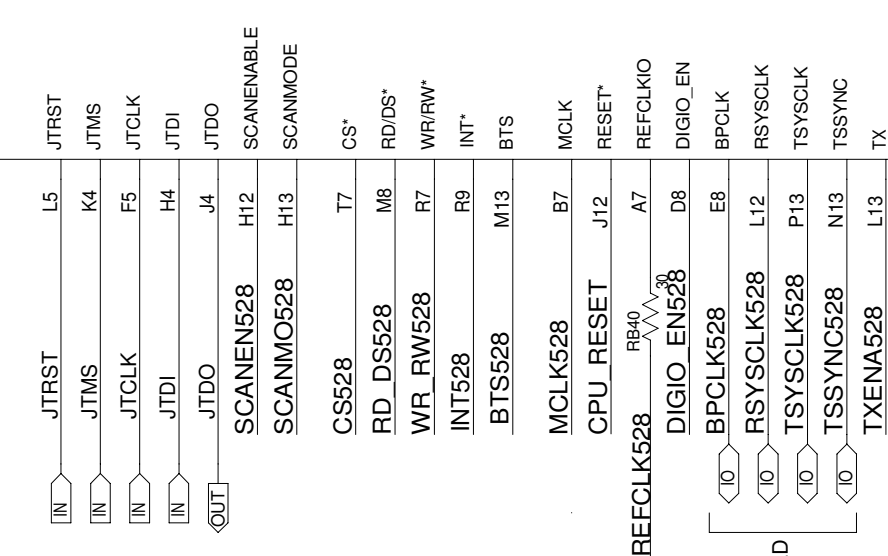 JTRST
JTMS
JTCLK
JTDI
JTDO
SCANENABLE
SCANMODE
CS*
RD/DS*
WR/RW*
INT*
BTS
MCLK
RESET*
REFCLKIO
DIGIO_EN
BPCLK
RSYSCLK
TSYSCLK
TSSYNC
TX
L5
K4
F5
H4
J4
H12
H13
T7
M8
R7
R9
M13
B7
J12
A7
D8
E8
L12
P13
N13
L13
JTRST
JTMS
JTCLK
JTDI
JTDO
SCANEN528
SCANMO528
CS528
RD_DS528
WR_RW528
INT528
BTS528
MCLK528
CPU_RESET
REFCLK528
RB40
30
DIGIO_EN528
BPCLK528
RSYSCLK528
TSYSCLK528
TSSYNC528
TXENA528
IN
IN
IN
IN
OUT
IO
IO
IO
IO
D